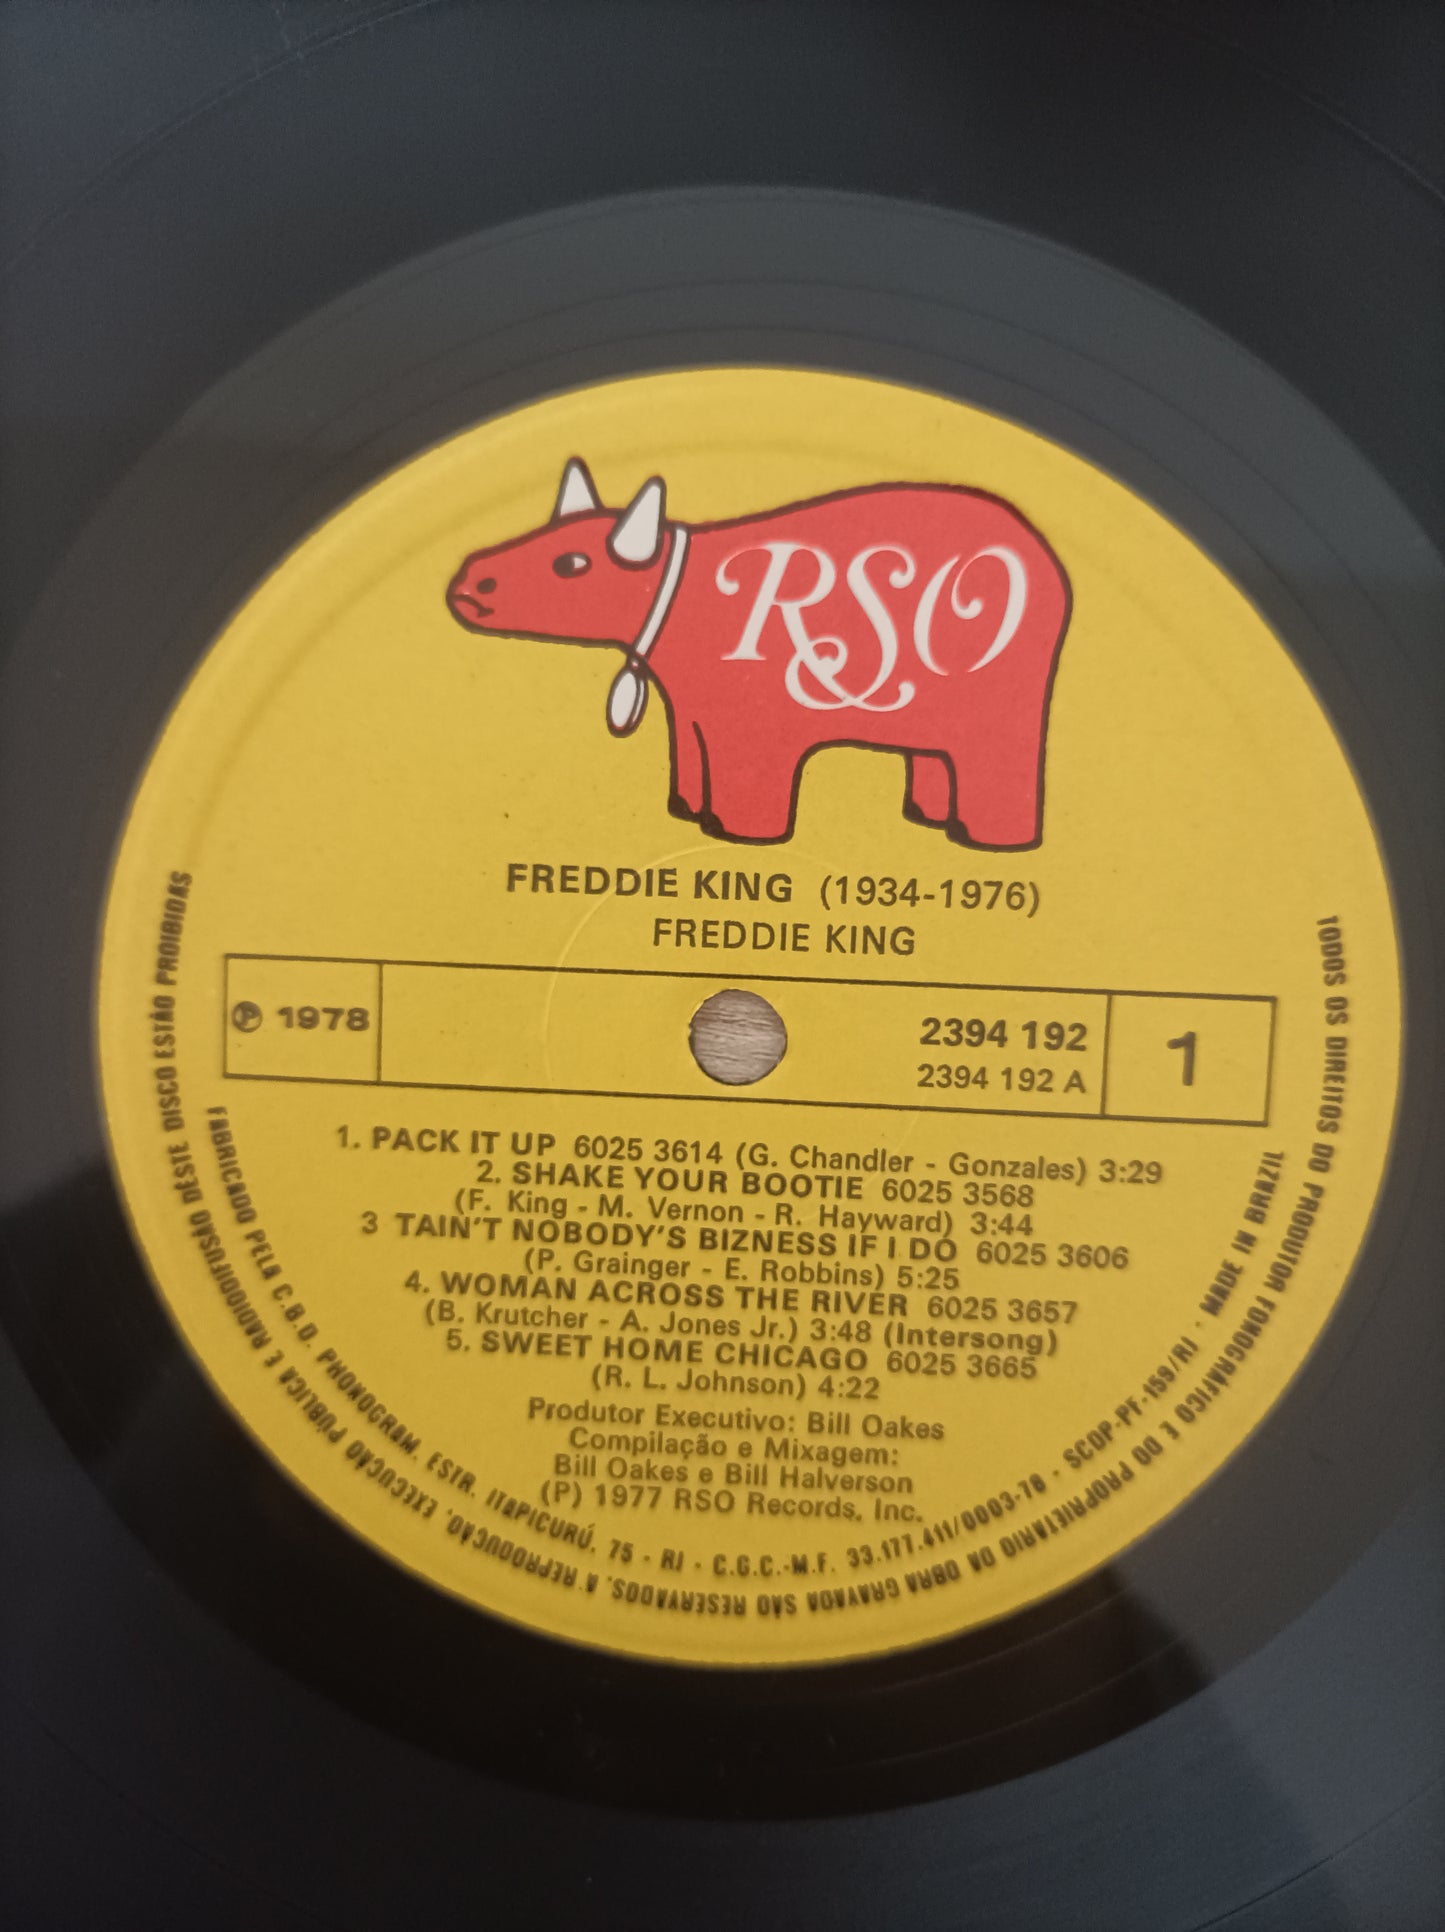 RSO
FREDDIE KING (1934-1976)
FREDDIE KING
℗ 1978
2394 192
2394 192 A
1
1. PACK IT UP 6025 3614 (G. Chandler - Gonzales) 3:29
2. SHAKE YOUR BOOTIE 6025 3568
(F. King - M. Vernon - R. Hayward) 3:44
3 TAIN'T NOBODY'S BIZNESS IF I DO 6025 3606
(P. Grainger - E. Robbins) 5:25
4. WOMAN ACROSS THE RIVER 6025 3657
(B. Krutcher - A. Jones Jr.) 3:48 (Intersong)
5. SWEET HOME CHICAGO 6025 3665
(R. L. Johnson) 4:22
Produtor Executivo: Bill Oakes
Compilação e Mixagem:
Bill Oakes e Bill Halverson
(P) 1977 RSO Records, Inc.
FABRICADO PELA C.B.D. PHONOGRAM. ESTR. ITAPICURÚ, 75 - RJ - C.G.C.-M.F. 33.177.411/0003-70 - SCDP-PF-159/RJ - MADE IN BRAZIL
TODOS OS DIREITOS DO PRODUTOR FONOGRÁFICO E DO PROPRIETÁRIO DA OBRA GRAVADA SÃO RESERVADOS. A REPRODUÇÃO, EXECUÇÃO PÚBLICA E RADIODIFUSÃO DESTE DISCO ESTÃO PROIBIDAS